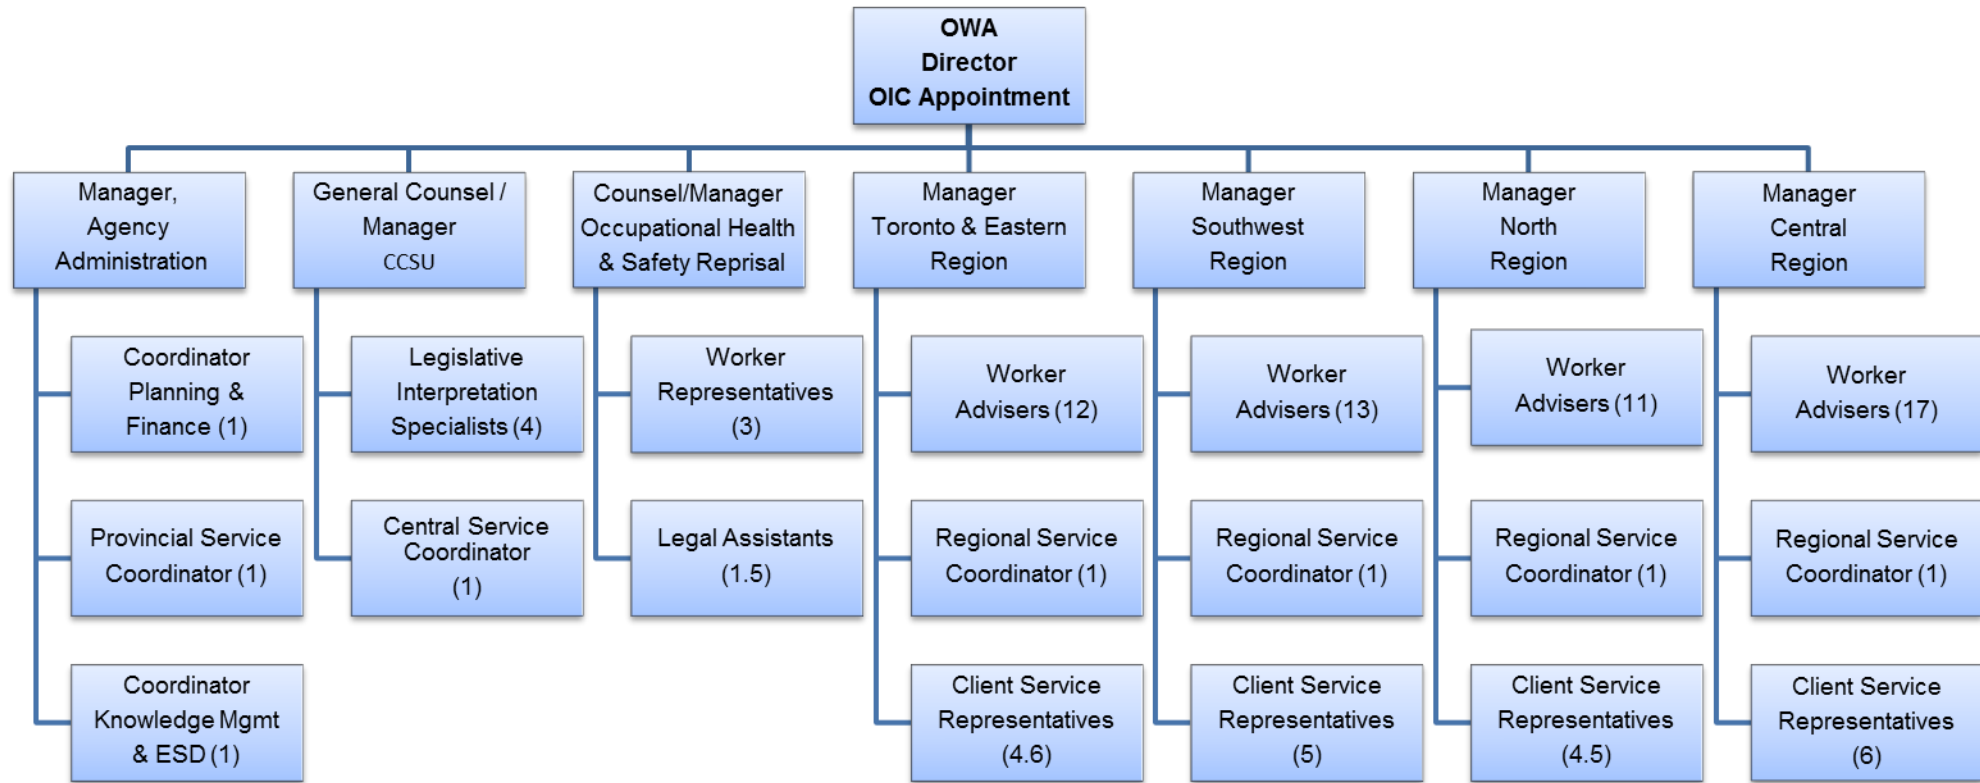 OWA
Director
OIC Appointment
Manager,
Agency
Administration
General Counsel /
Manager
CCSU
Counsel/Manager
Occupational Health
& Safety Reprisal
Manager
Toronto & Eastern
Region
Manager
Southwest
Region
Manager
North
Region
Manager
Central
Region
Coordinator
Planning &
Finance (1)
Legislative
Interpretation
Specialists (4)
Worker
Representatives
(3)
Worker
Advisers (12)
Worker
Advisers (13)
Worker
Advisers (11)
Worker
Advisers (17)
Provincial Service
Coordinator (1)
Central Service
Coordinator
(1)
Legal Assistants
(1.5)
Regional Service
Coordinator (1)
Regional Service
Coordinator (1)
Regional Service
Coordinator (1)
Regional Service
Coordinator (1)
Coordinator
Knowledge Mgmt
& ESD (1)
Client Service
Representatives
(4.6)
Client Service
Representatives
(5)
Client Service
Representatives
(4.5)
Client Service
Representatives
(6)